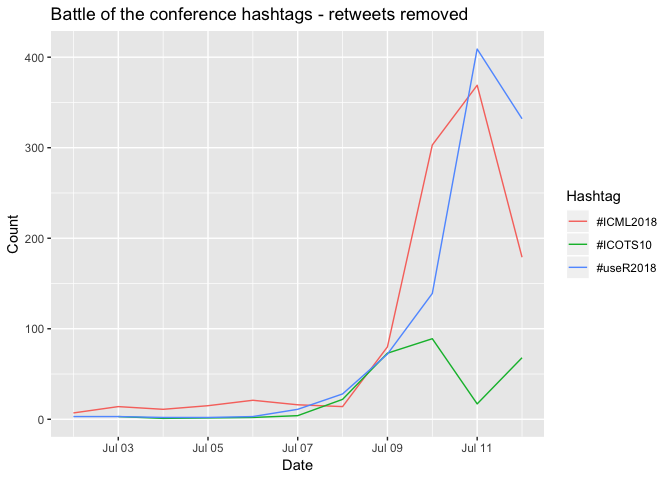 Battle of the conference hashtags - retweets removed
400
300
200
100
0
Count
Jul 03
Jul 05
Jul 07
Jul 09
Jul 11
Date
Hashtag
#ICML2018
#ICOTS10
#useR2018